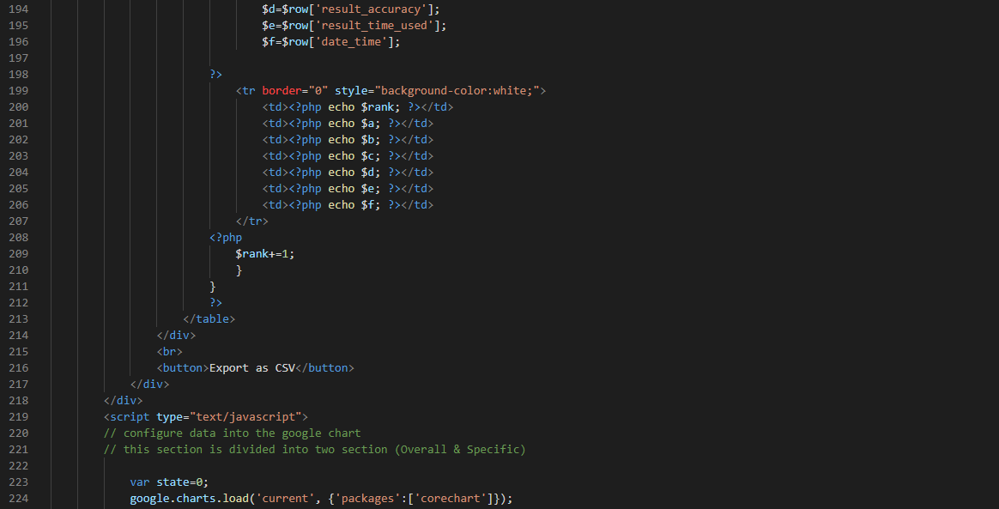 194 $d=$row['result_accuracy'];
195 $e=$row['result_time_used'];
196 $f=$row['date_time'];
197
198 ?>
199 <tr border="0" style="background-color:white;">
200 <td><?php echo $rank; ?></td>
201 <td><?php echo $a; ?></td>
202 <td><?php echo $b; ?></td>
203 <td><?php echo $c; ?></td>
204 <td><?php echo $d; ?></td>
205 <td><?php echo $e; ?></td>
206 <td><?php echo $f; ?></td>
207 </tr>
208 <?php
209 $rank+=1;
210 }
211 }
212 ?>
213 </table>
214 </div>
215 <br>
216 <button>Export as CSV</button>
217 </div>
218 </div>
219 <script type="text/javascript">
220 // configure data into the google chart
221 // this section is divided into two section (Overall & Specific)
222
223 var state=0;
224 google.charts.load('current', {'packages':['corechart']});